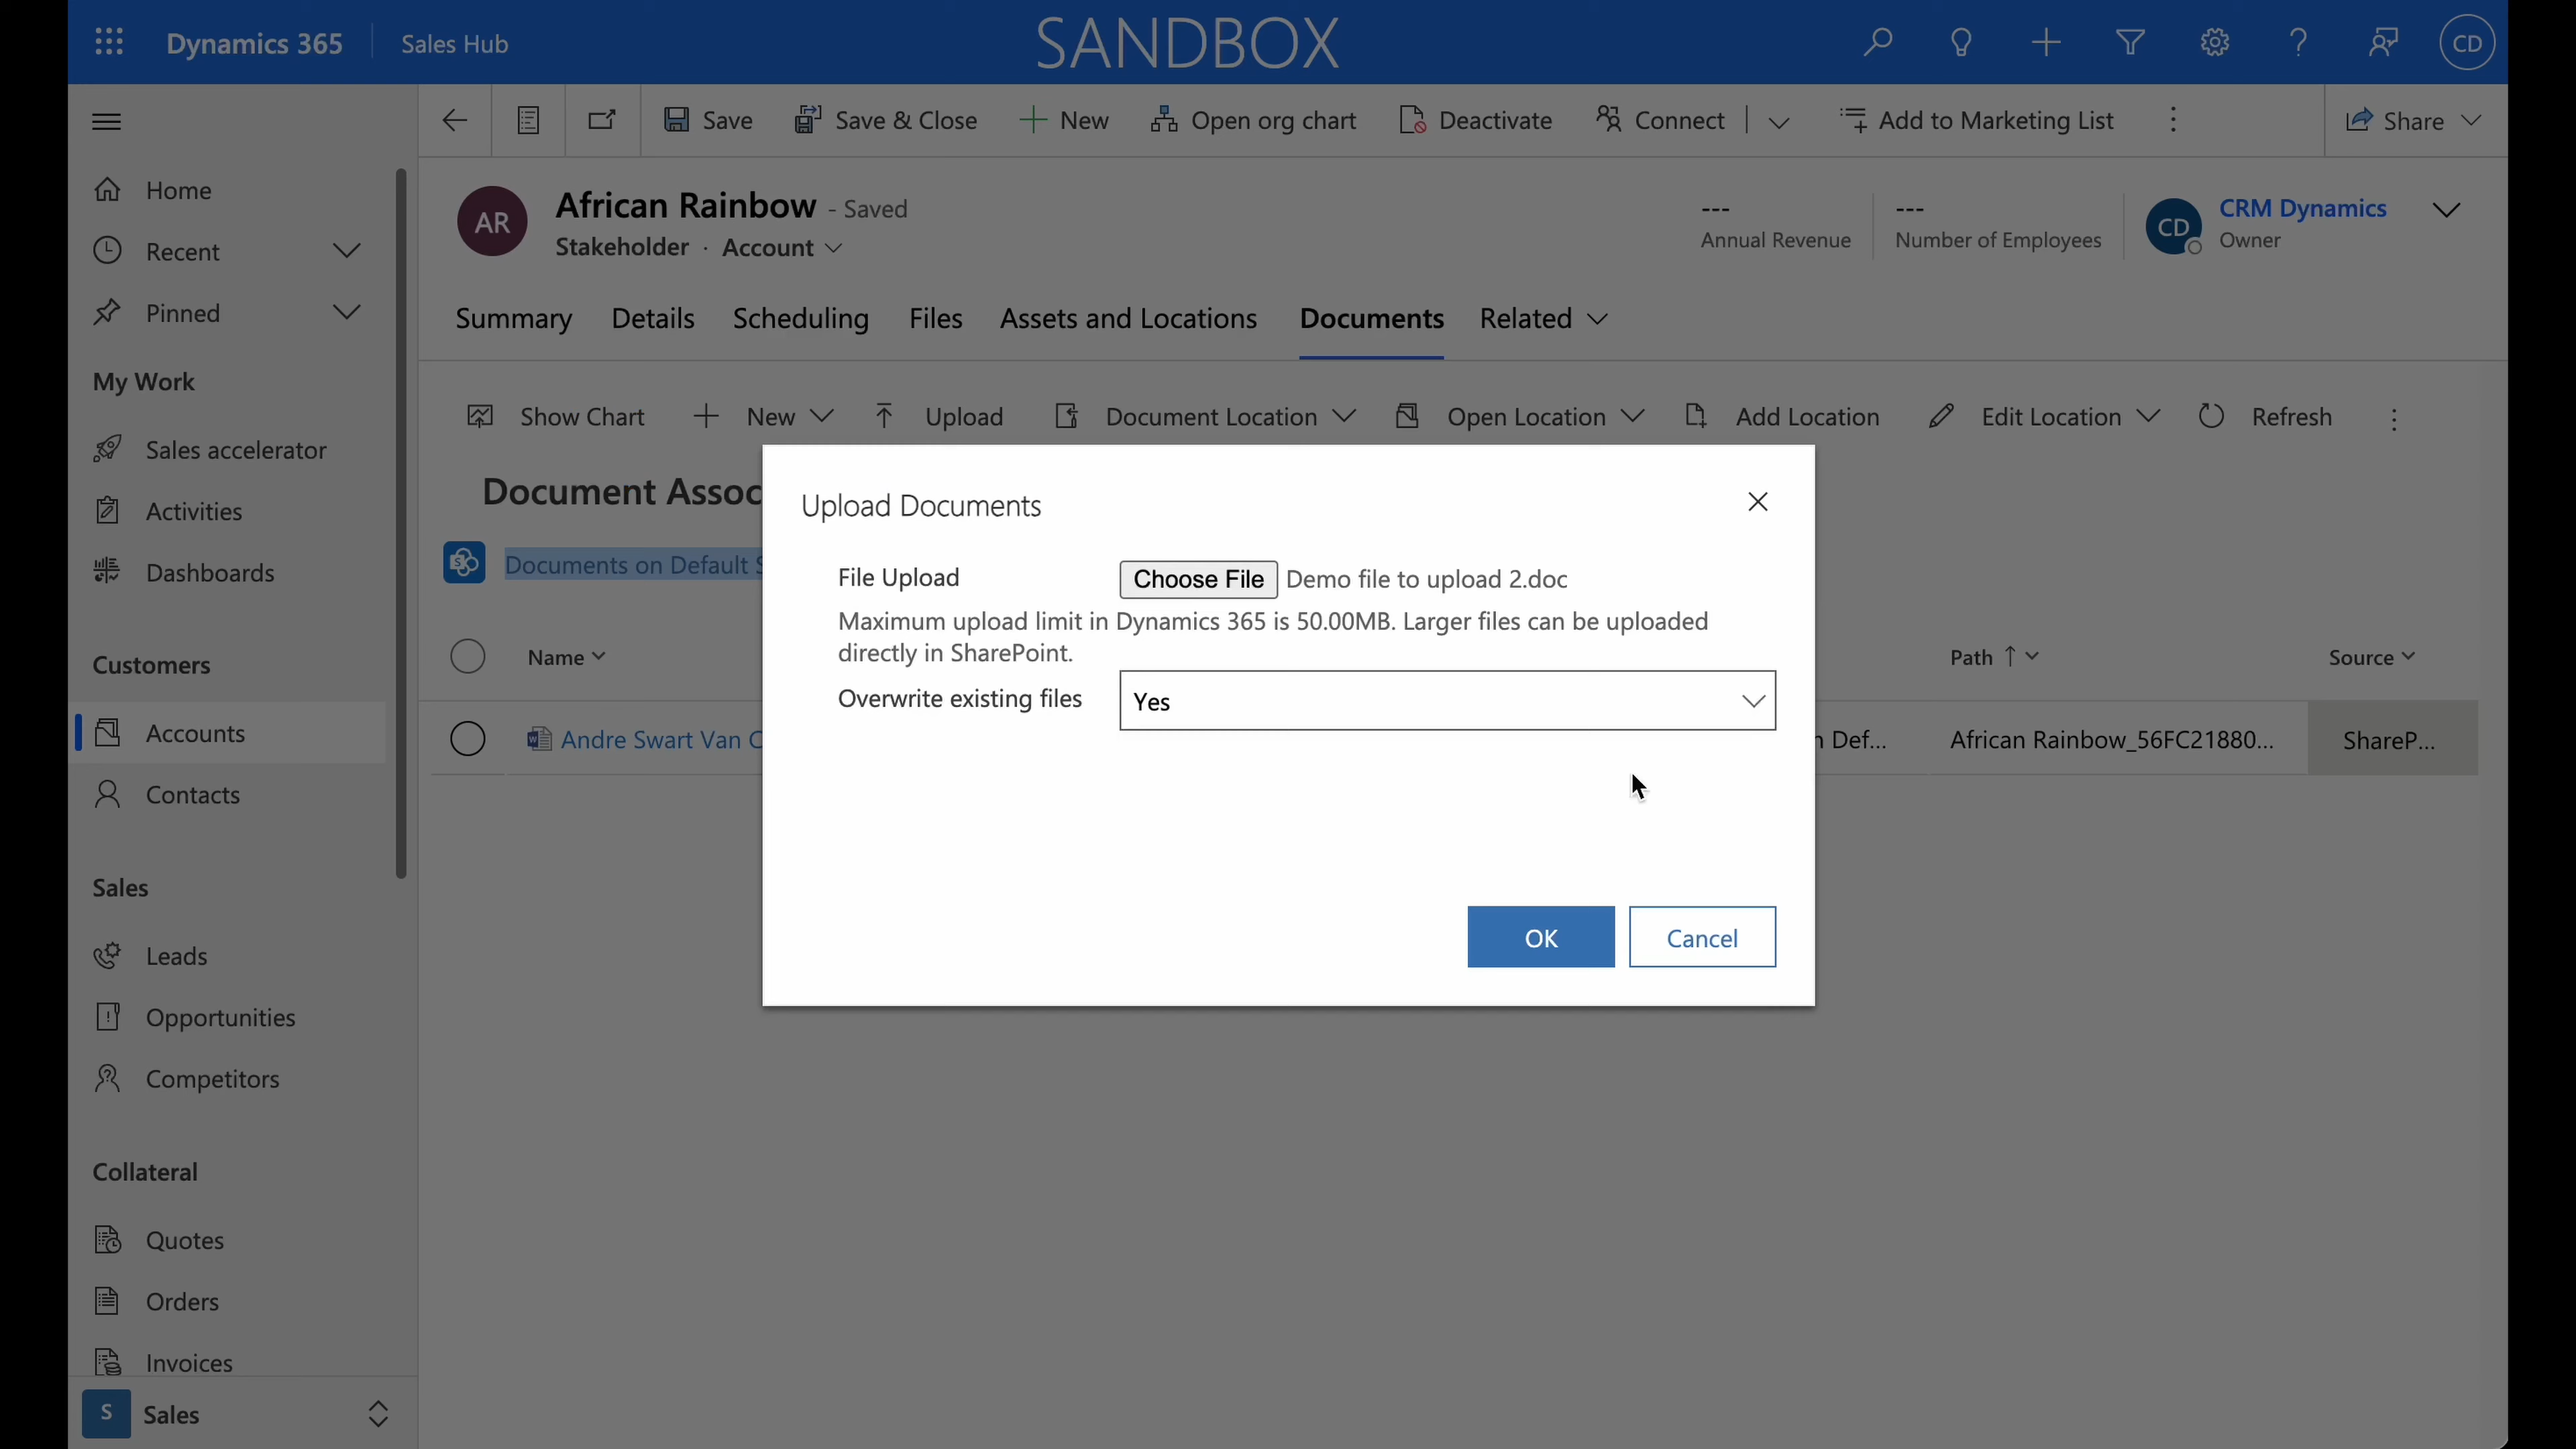 Dynamics 365 Sales Hub SANDBOX CD
Save Save & Close New Open org chart Deactivate Connect Add to Marketing List Share
Home
Recent
Pinned
My Work
Sales accelerator
Activities
Dashboards
Customers
Accounts
Contacts
Sales
Leads
Opportunities
Competitors
Collateral
Quotes
Orders
Invoices
S Sales
AR African Rainbow - Saved
Stakeholder · Account
--- Annual Revenue
--- Number of Employees
CD CRM Dynamics
Owner
Summary Details Scheduling Files Assets and Locations Documents Related
Show Chart New Upload Document Location Open Location Add Location Edit Location Refresh
Document Assoc
Documents on Default S
Name Path Source
Andre Swart Van C n Def... African Rainbow_56FC21880... ShareP...
Upload Documents
File Upload Choose File Demo file to upload 2.doc
Maximum upload limit in Dynamics 365 is 50.00MB. Larger files can be uploaded
directly in SharePoint.
Overwrite existing files Yes
OK Cancel